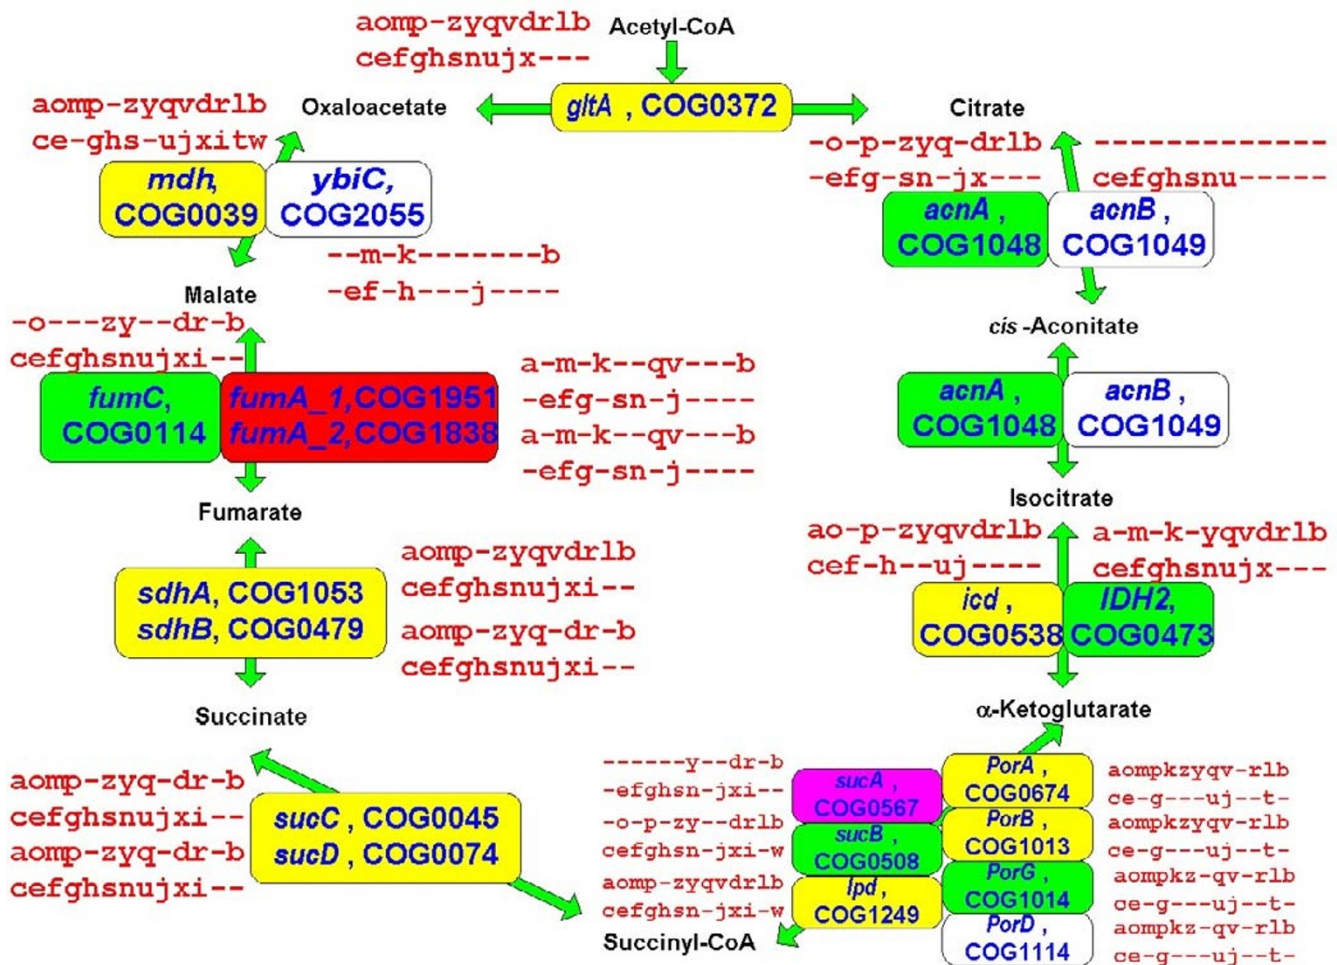 aomp-zyqvdrlb
cefghsnujx---
Acetyl-CoA
gltA , COG0372
Oxaloacetate
Citrate
aomp-zyqvdrlb
ce-ghs-ujxitw
mdh,
COG0039
ybiC,
COG2055
--m-k-------b
-ef-h---j----
Malate
-o-p-zyq-drlb
-efg-sn-jx---
-------------
cefghsnu-----
acnA ,
COG1048
acnB ,
COG1049
cis -Aconitate
-o---zy--dr-b
cefghsnujxi--
fumC,
COG0114
fumA_1,COG1951
fumA_2,COG1838
a-m-k--qv---b
-efg-sn-j----
a-m-k--qv---b
-efg-sn-j----
acnA ,
COG1048
acnB ,
COG1049
Fumarate
Isocitrate
ao-p-zyqvdrlb
cef-h--uj----
a-m-k-yqvdrlb
cefghsnujx---
icd ,
COG0538
IDH2,
COG0473
sdhA, COG1053
sdhB, COG0479
aomp-zyqvdrlb
cefghsnujxi--
aomp-zyq-dr-b
cefghsnujxi--
Succinate
α-Ketoglutarate
aomp-zyq-dr-b
cefghsnujxi--
aomp-zyq-dr-b
cefghsnujxi--
sucC , COG0045
sucD , COG0074
------y--dr-b
-efghsn-jxi--
-o-p-zy--drlb
cefghsn-jxi-w
aomp-zyqvdrlb
cefghsn-jxi-w
sucA ,
COG0567
sucB ,
COG0508
lpd ,
COG1249
PorA ,
COG0674
PorB ,
COG1013
PorG ,
COG1014
PorD ,
COG1114
aompkzyqv-rlb
ce-g---uj--t-
aompkzyqv-rlb
ce-g---uj--t-
aompkz-qv-rlb
ce-g---uj--t-
aompkz-qv-rlb
ce-g---uj--t-
Succinyl-CoA